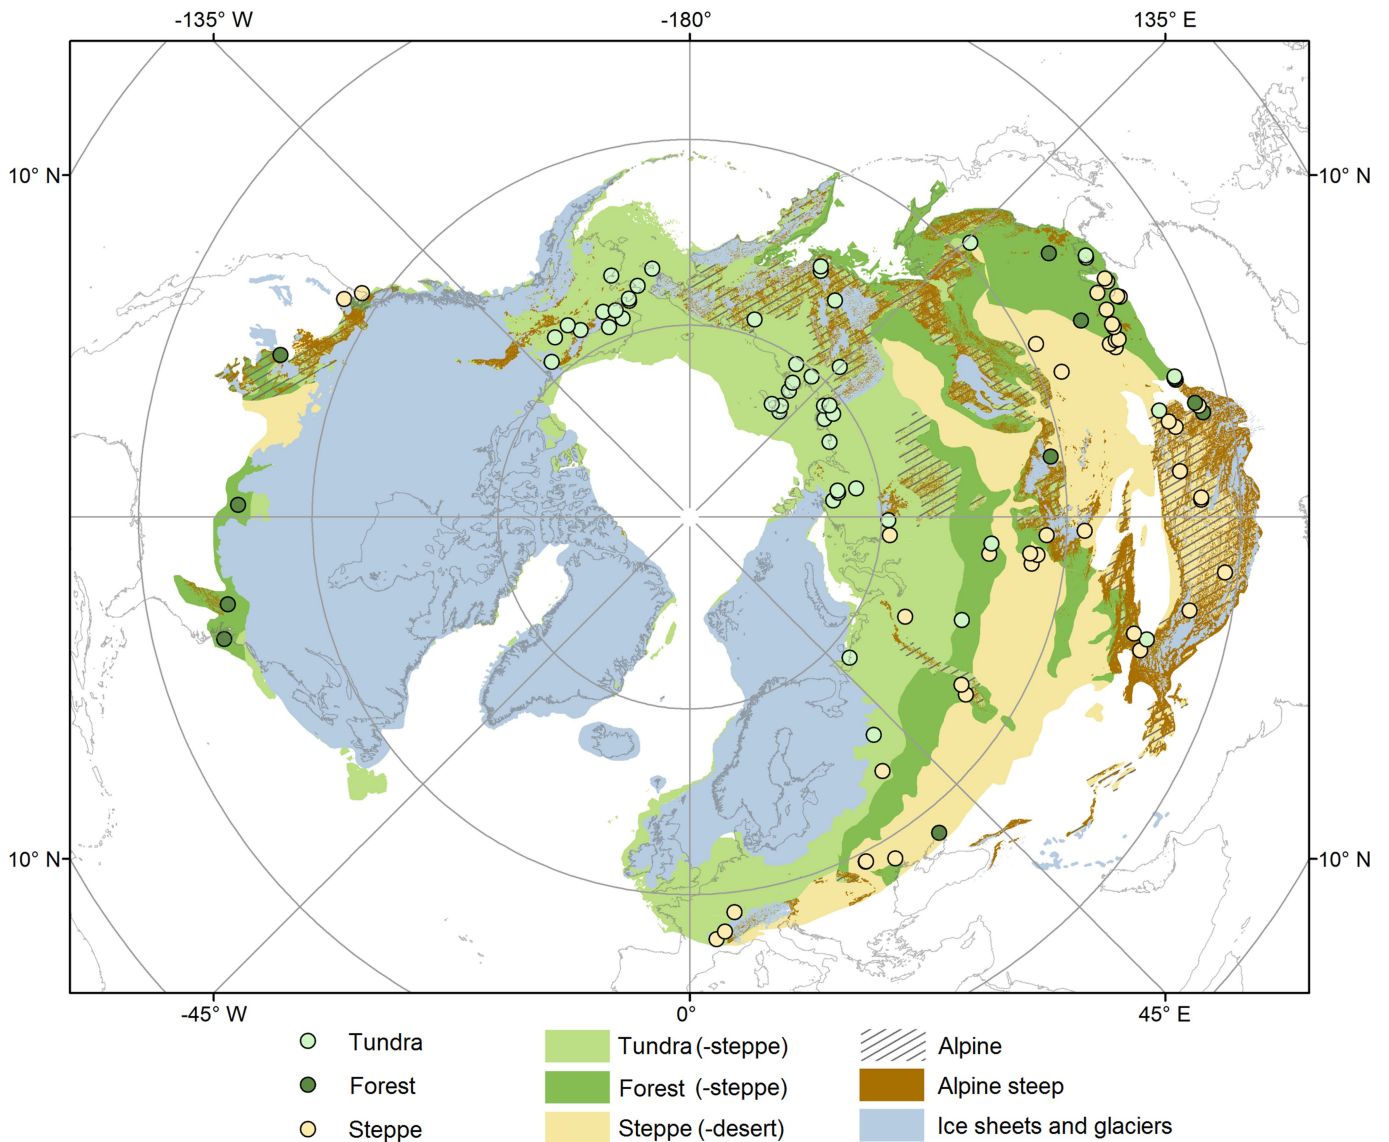 -135° W
-180°
135° E
10° N
10° N
10° N
10° N
-45° W
0°
45° E
Tundra
Tundra (-steppe)
Alpine
Forest
Forest (-steppe)
Alpine steep
Steppe
Steppe (-desert)
Ice sheets and glaciers